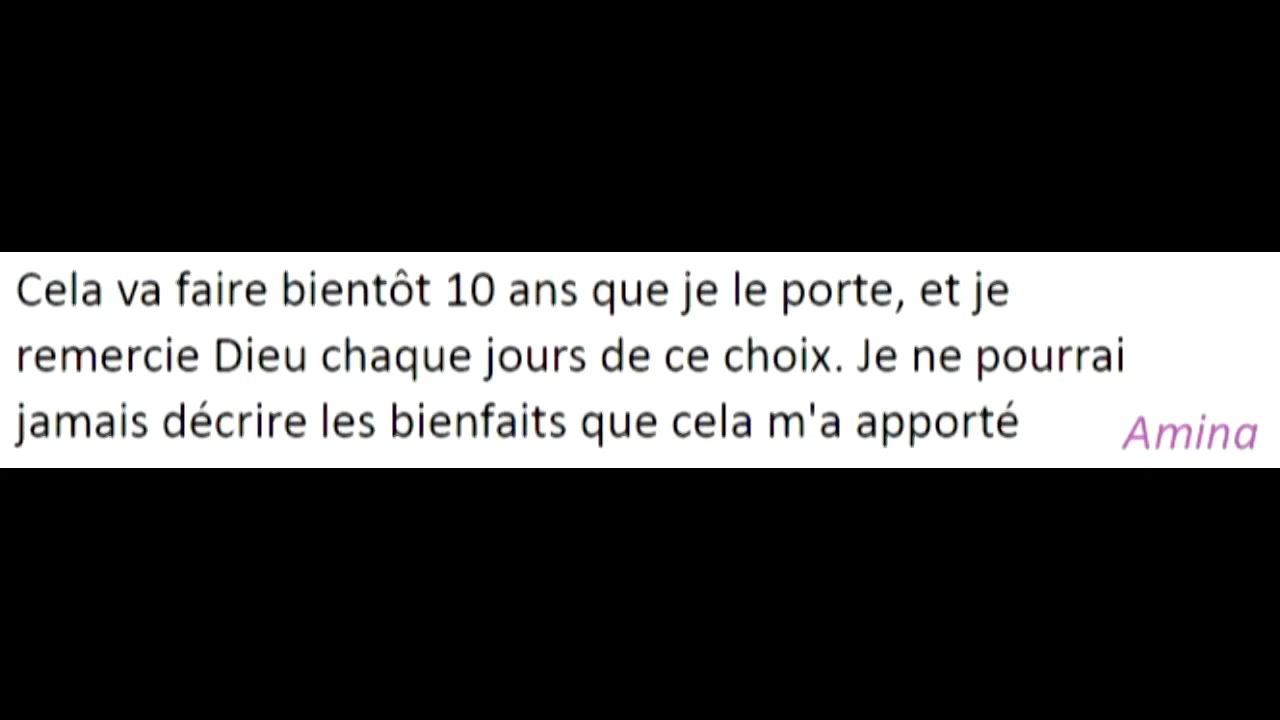 Cela va faire bientôt 10 ans que je le porte, et je
remercie Dieu chaque jours de ce choix. Je ne pourrai
jamais décrire les bienfaits que cela m'a apporté
Amina